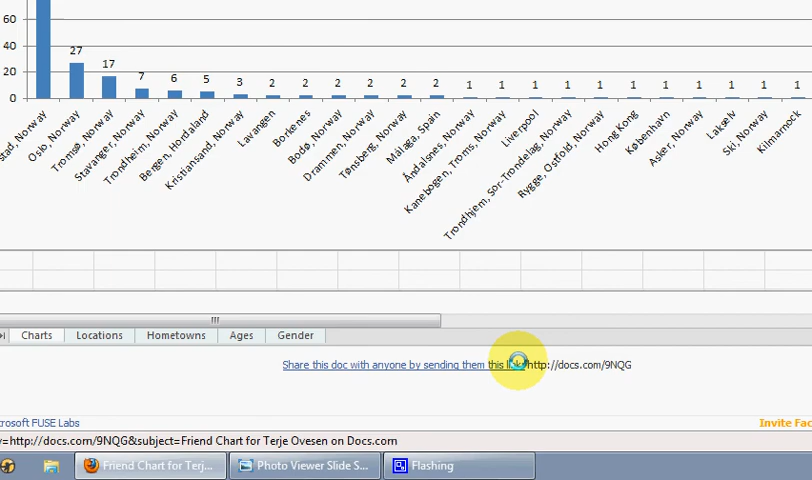 60
40
20
0
27
17
7
6
5
3
2
2
2
2
2
2
1
1
1
1
1
1
1
1
1
1
1
stad, Norway
Oslo, Norway
Tromsø, Norway
Stavanger, Norway
Trondheim, Norway
Bergen, Hordaland
Kristiansand, Norway
Lavangen
Borkenes
Bodø, Norway
Drammen, Norway
Tønsberg, Norway
Málaga, Spain
Åndalsnes, Norway
Kanebogen, Troms, Norway
Liverpool
Trondhjem, Sor-Trondelag, Norway
Rygge, Ostfold, Norway
Hong Kong
København
Asker, Norway
Lakselv
Ski, Norway
Kilmarnock
Charts Locations Hometowns Ages Gender
Share this doc with anyone by sending them this http://docs.com/9NQG
crosoft FUSE Labs Invite Fac
y=http://docs.com/9NQG&subject=Friend Chart for Terje Ovesen on Docs.com
Friend Chart for Terj... Photo Viewer Slide S... Flashing